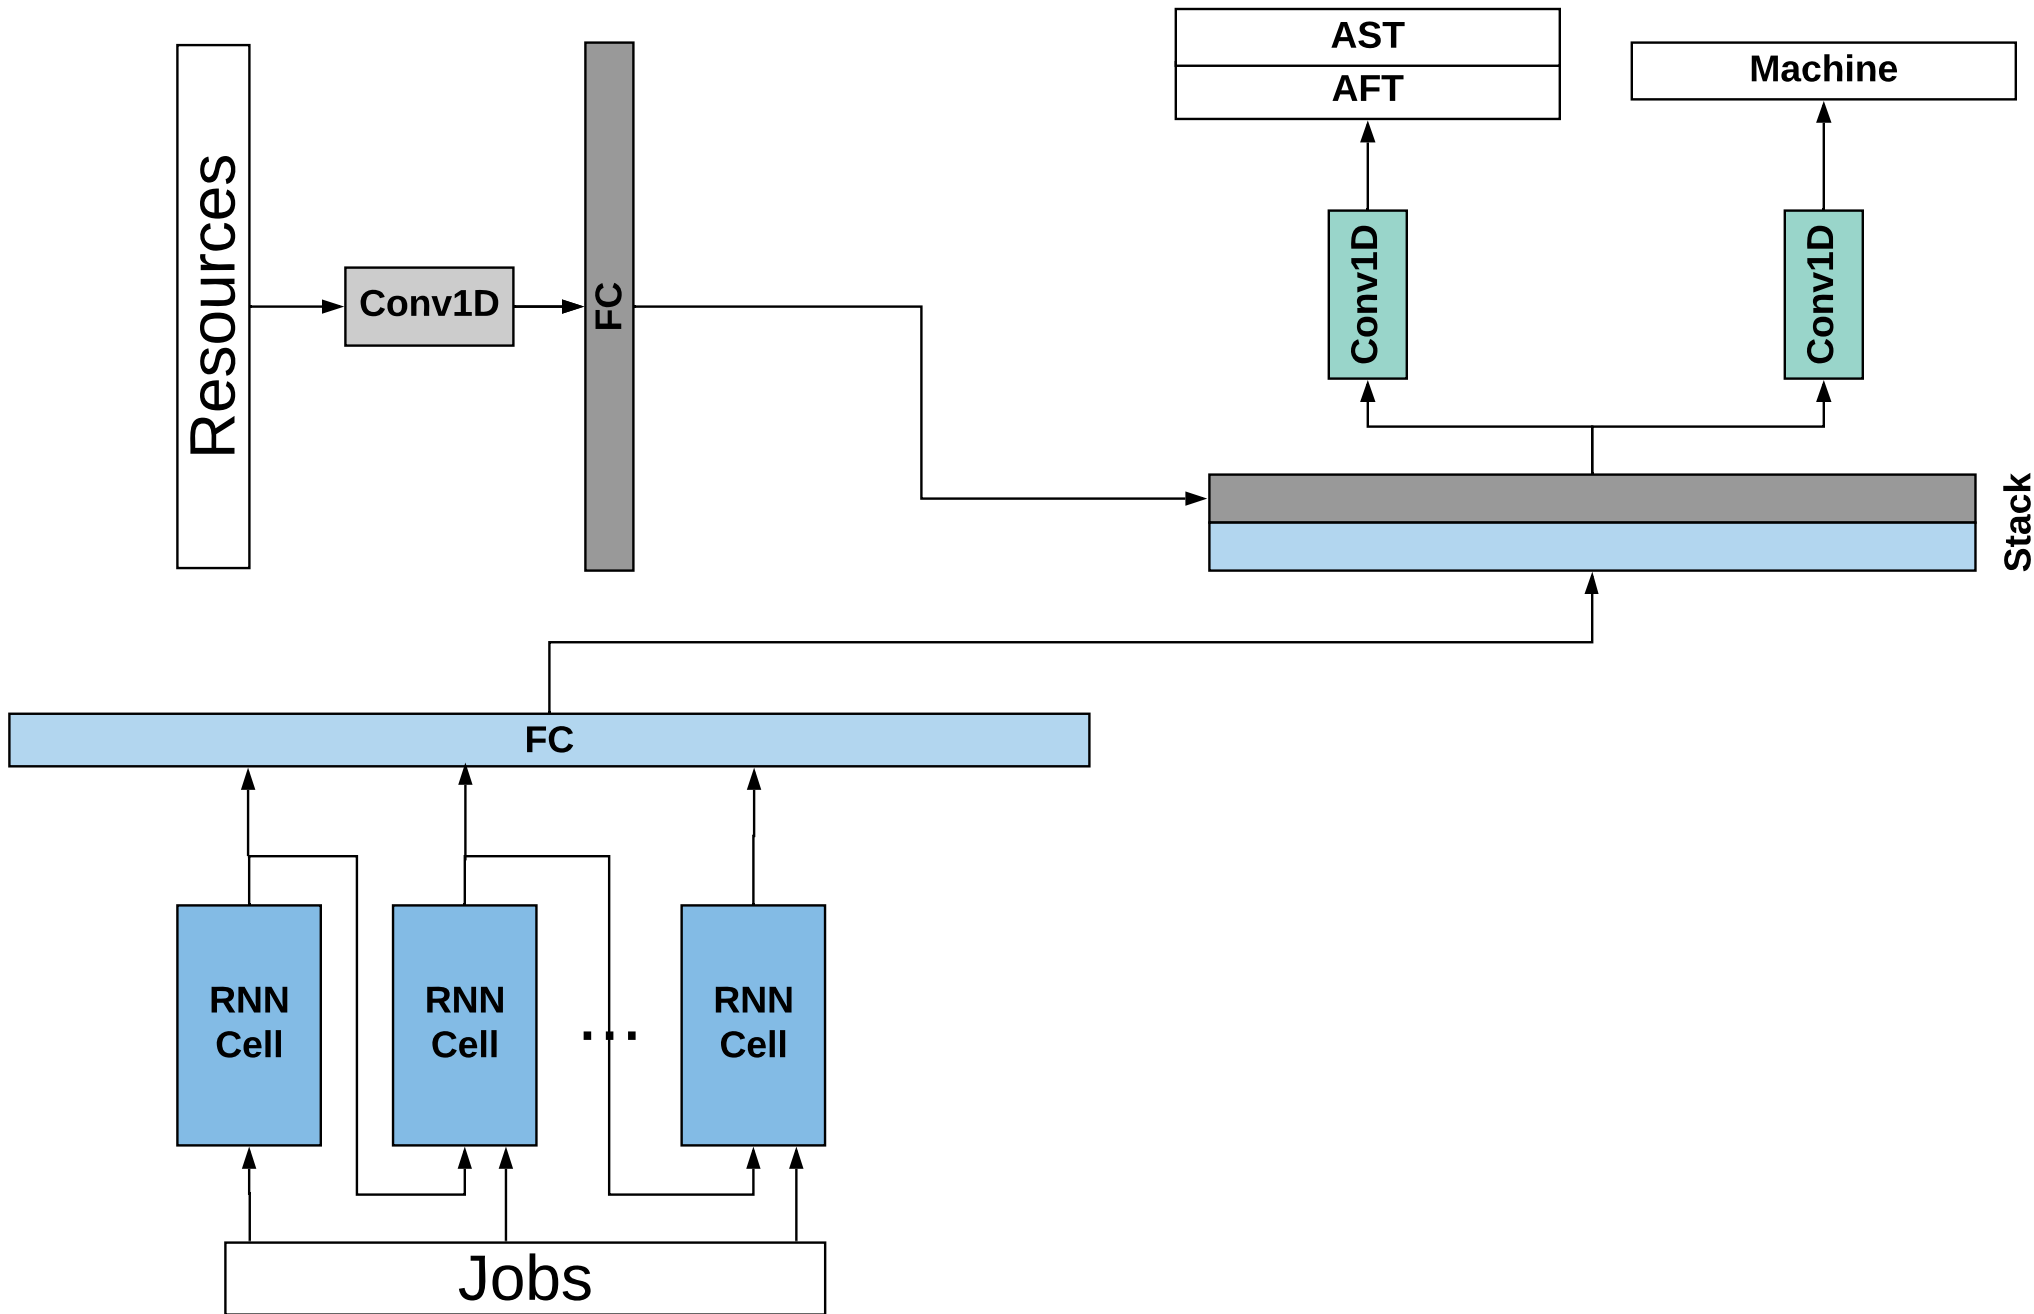 AST
AFT
Machine
Resources
Conv1D
FC
Conv1D
Conv1D
Stack
FC
RNN
Cell
RNN
Cell
...
RNN
Cell
Jobs